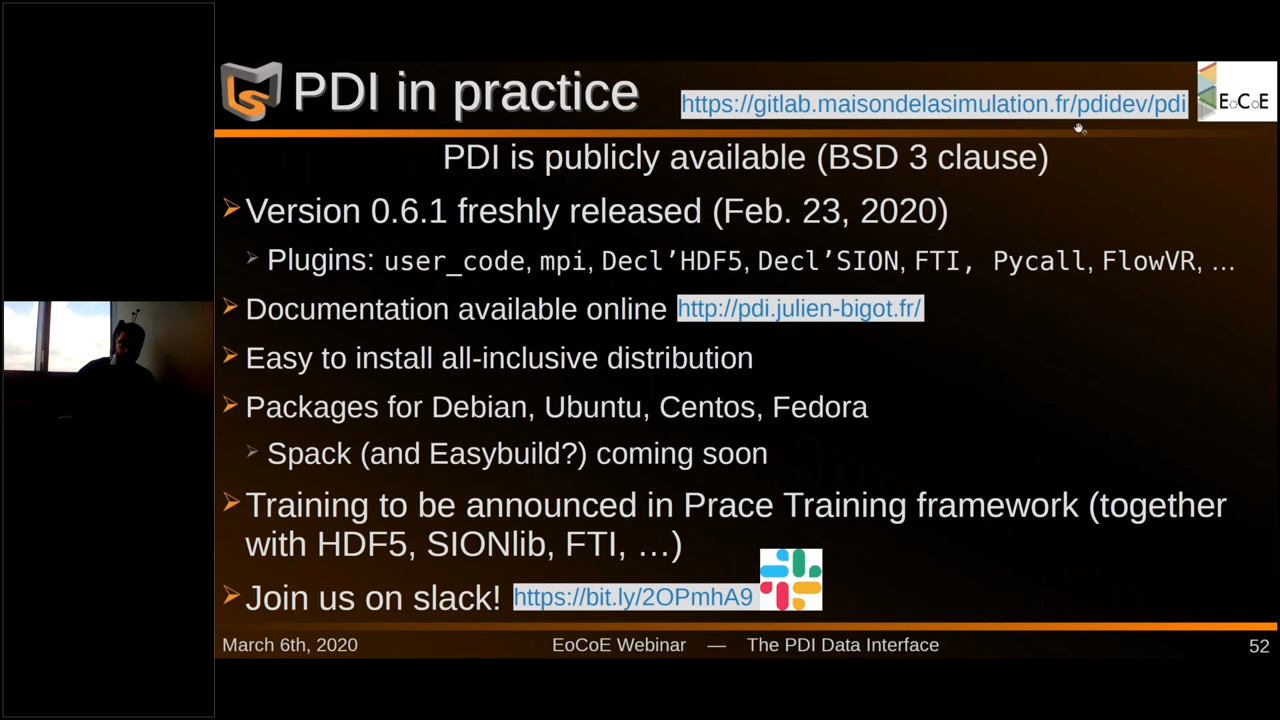 PDI in practice
https://gitlab.maisondelasimulation.fr/pdidev/pdi
EoCoE
PDI is publicly available (BSD 3 clause)
Version 0.6.1 freshly released (Feb. 23, 2020)
Plugins: user_code, mpi, Decl’HDF5, Decl’SION, FTI, Pycall, FlowVR, …
Documentation available online http://pdi.julien-bigot.fr/
Easy to install all-inclusive distribution
Packages for Debian, Ubuntu, Centos, Fedora
Spack (and Easybuild?) coming soon
Training to be announced in Prace Training framework (together
with HDF5, SIONlib, FTI, …)
Join us on slack! https://bit.ly/2OPmhA9
March 6th, 2020 EoCoE Webinar — The PDI Data Interface 52